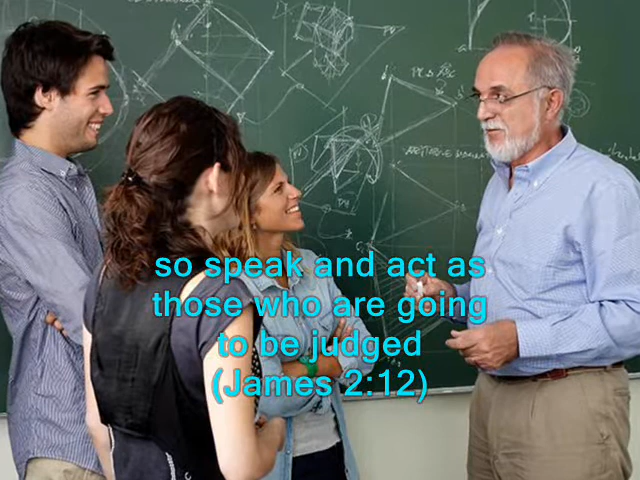 so speak and act as
those who are going
to be judged
(James 2:12)